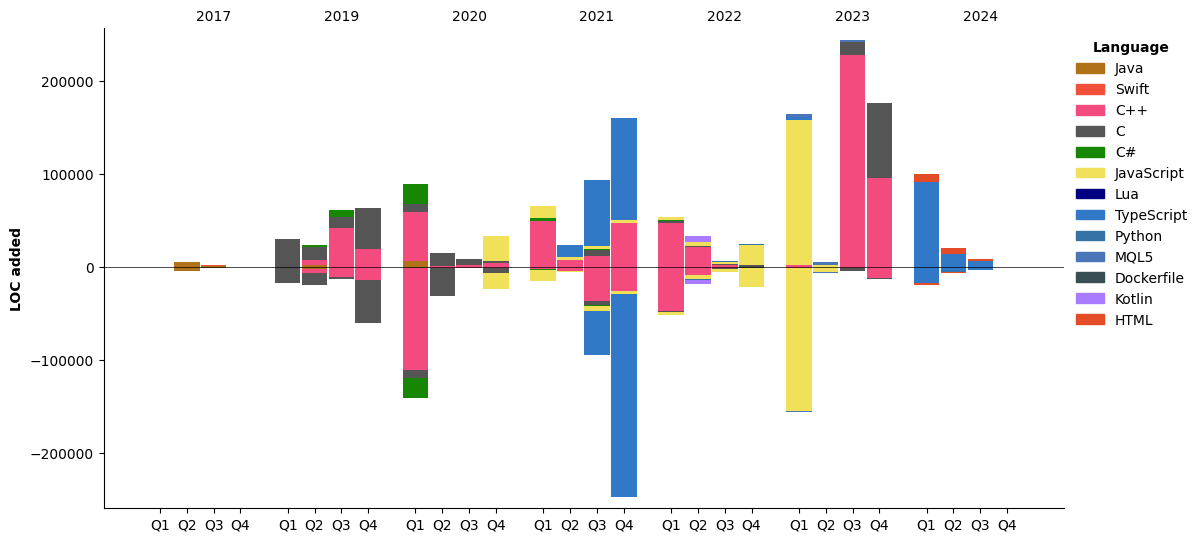 2017 2019 2020 2021 2022 2023 2024
LOC added
200000
100000
0
−100000
−200000
Q1 Q2 Q3 Q4 Q1 Q2 Q3 Q4 Q1 Q2 Q3 Q4 Q1 Q2 Q3 Q4 Q1 Q2 Q3 Q4 Q1 Q2 Q3 Q4 Q1 Q2 Q3 Q4
Language
Java
Swift
C++
C
C#
JavaScript
Lua
TypeScript
Python
MQL5
Dockerfile
Kotlin
HTML